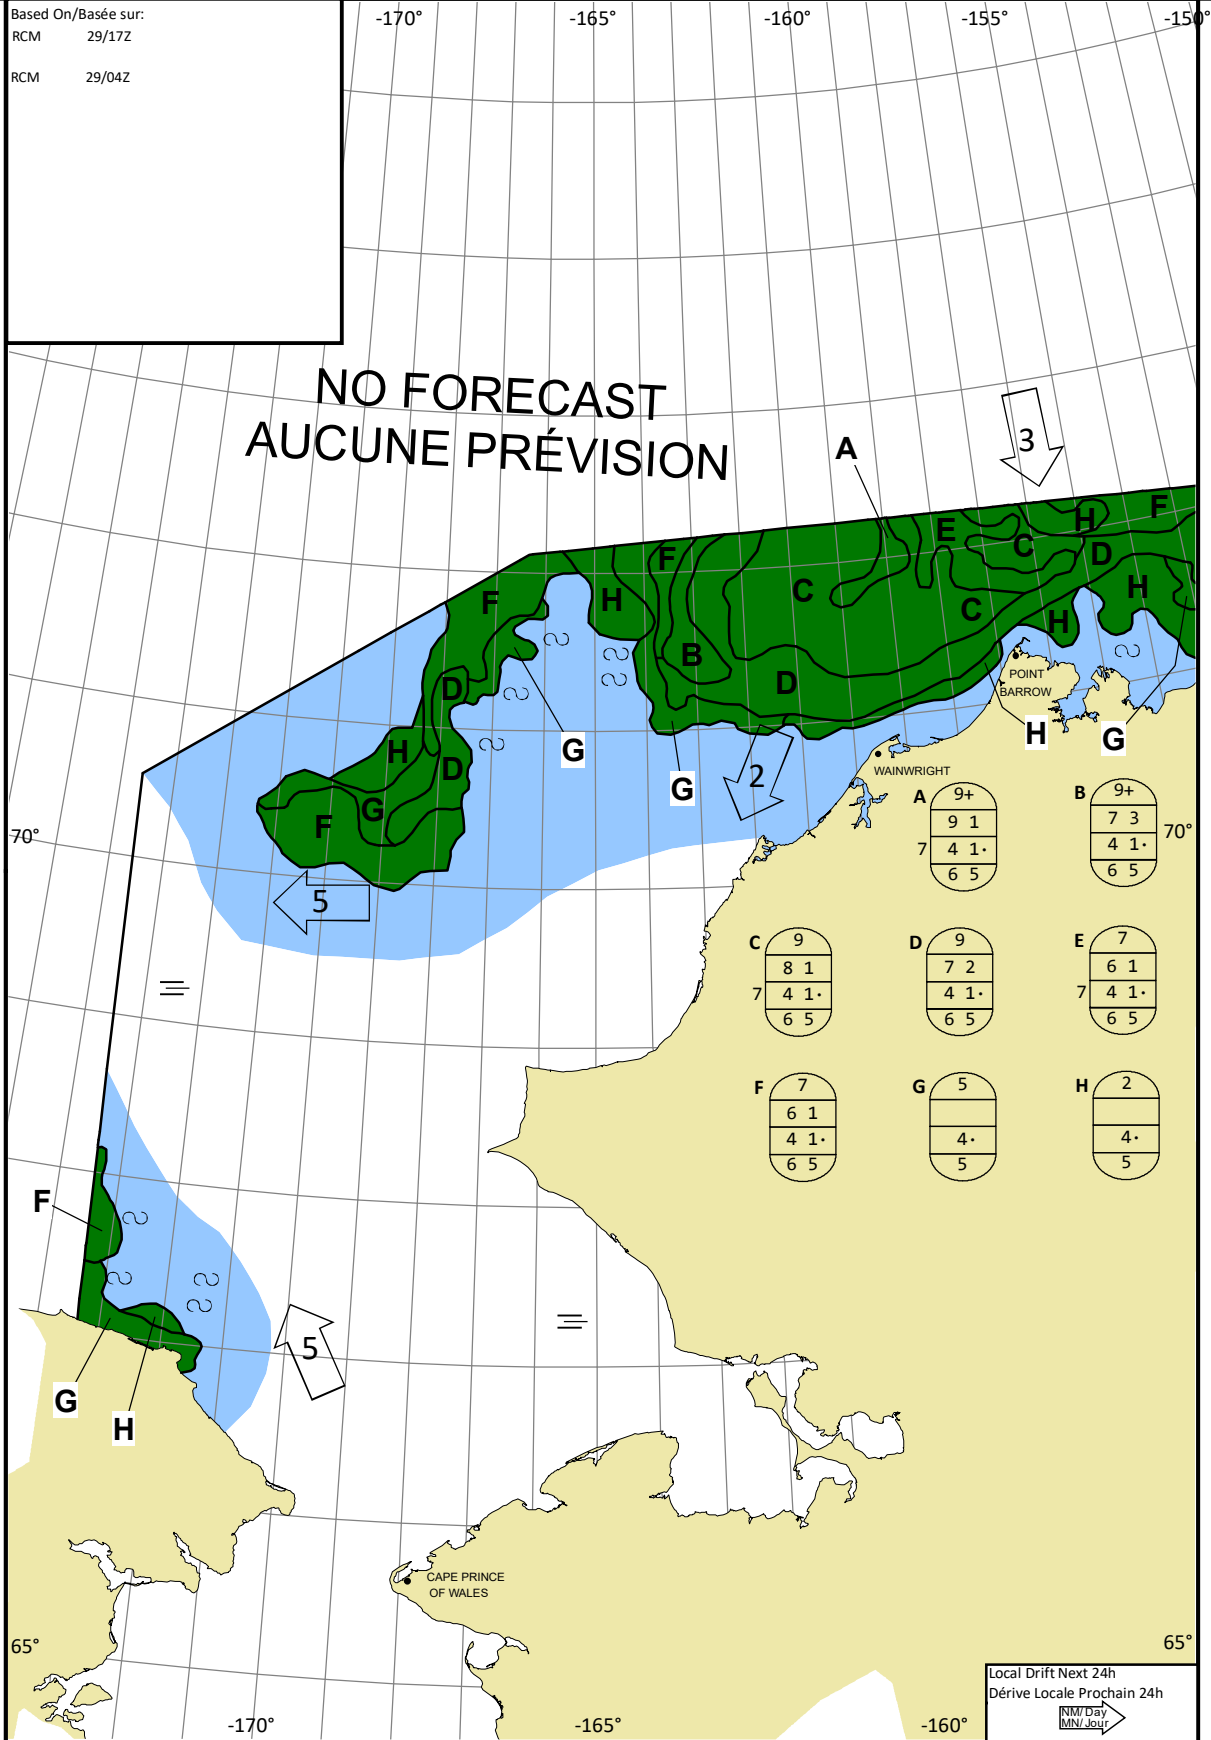 Based On/Basée sur:
RCM 29/17Z
RCM 29/04Z
-170° -165° -160° -155° -150°
NO FORECAST
AUCUNE PRÉVISION
3
A
F
H
E
C
D
F
H
F
H
C
C
H
B
D
D
H
G
G
H
G
D
G
F
2
5
POINT
BARROW
WAINWRIGHT
70°
70°
A
9+
9 1
7 4 1·
6 5
B
9+
7 3
4 1·
6 5
C
9
8 1
7 4 1·
6 5
D
9
7 2
4 1·
6 5
E
7
6 1
7 4 1·
6 5
F
7
6 1
4 1·
6 5
G
5
4·
5
H
2
4·
5
F
G
H
5
CAPE PRINCE
OF WALES
65°
65°
-170° -165° -160°
Local Drift Next 24h
Dérive Locale Prochain 24h
NM/Day
MN/Jour